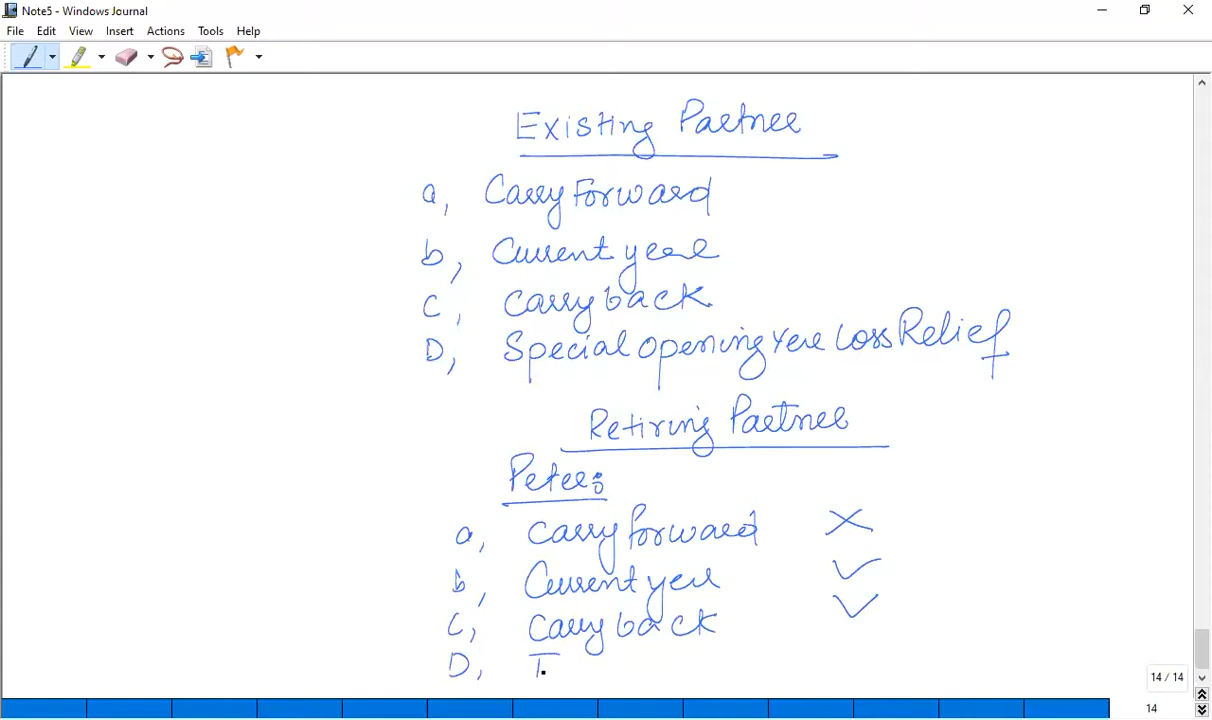 Note5 - Windows Journal
File Edit View Insert Actions Tools Help
Existing Partner
a, Carry Forward
b, Current year
C, Carry back
D, Special opening year Loss Relief
Retiring Partner
Peter:
a, Carry forward
b, Current year
C, Carry back
D, T
14 / 14
14